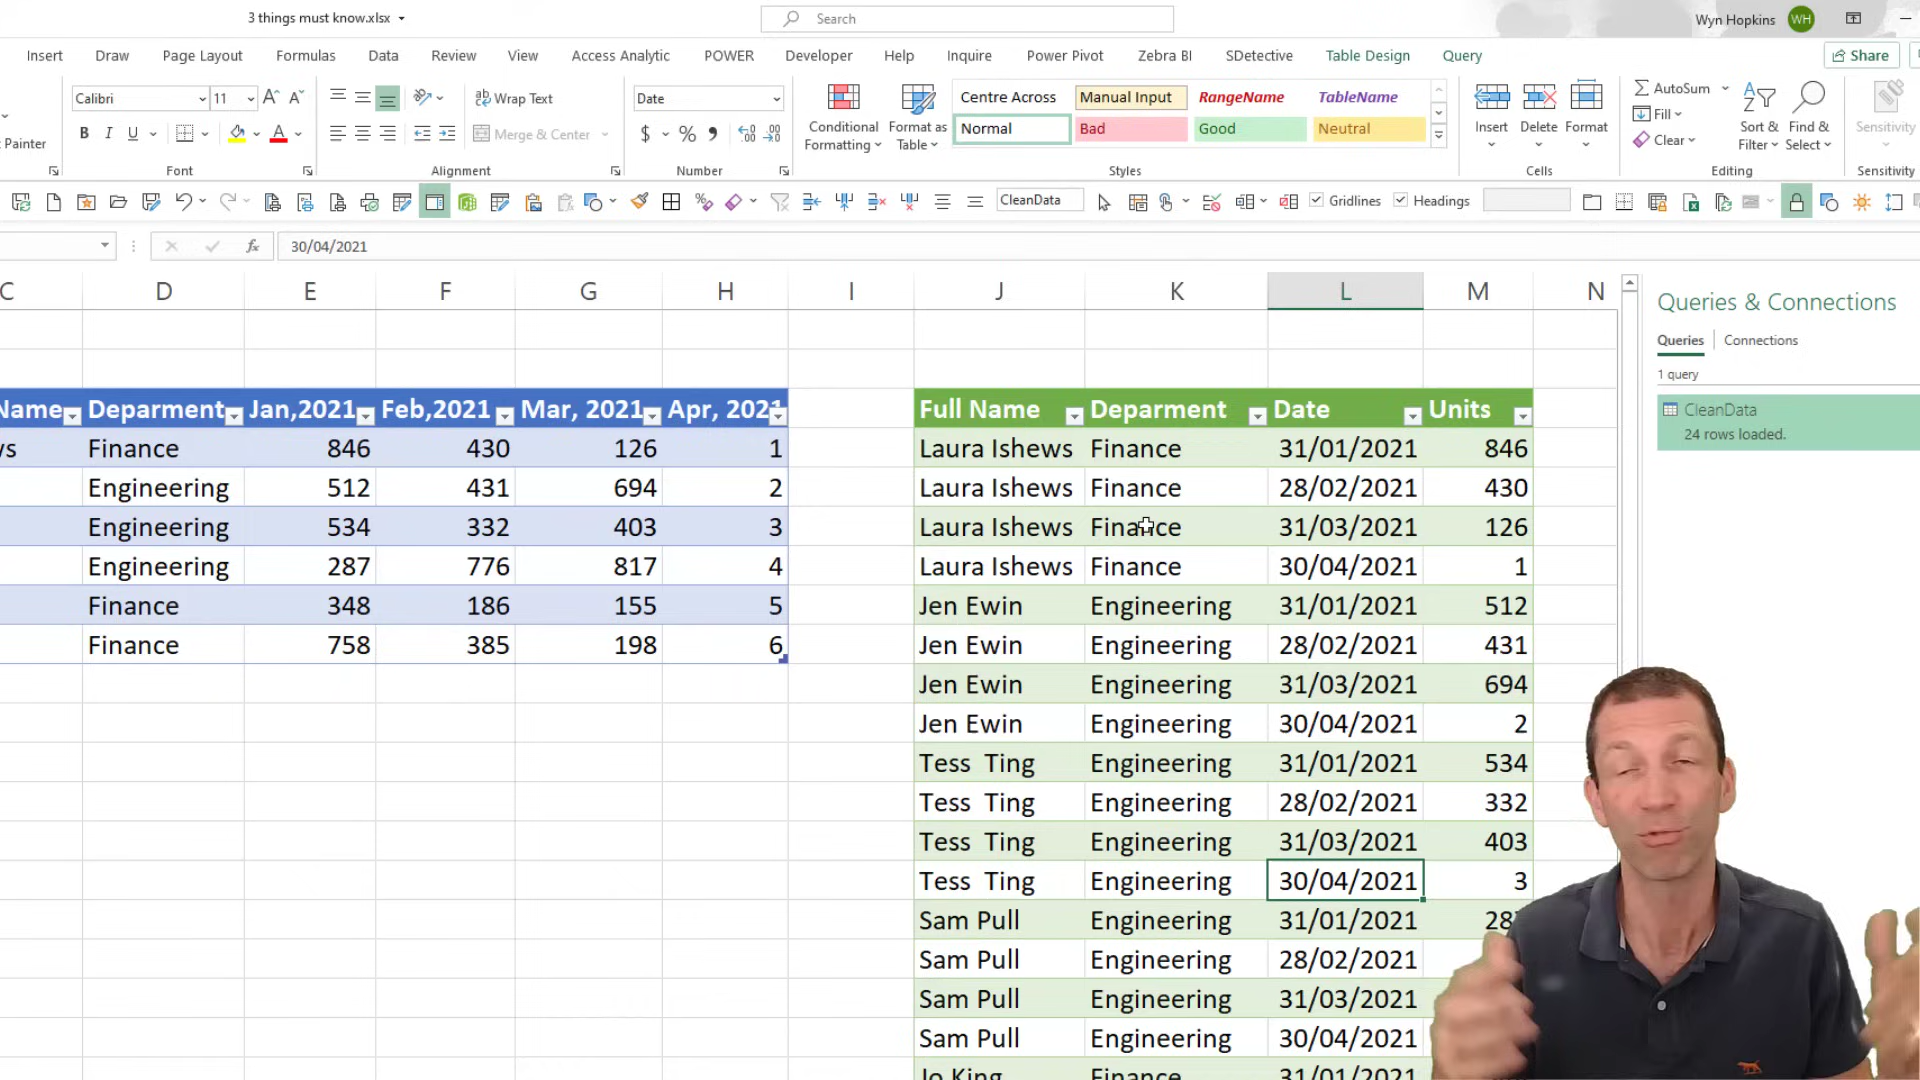 3 things must know.xlsx
Search
Wyn Hopkins WH
Insert Draw Page Layout Formulas Data Review View Access Analytic POWER Developer Help Inquire Power Pivot Zebra BI SDetective Table Design Query
Share
Painter
Calibri 11
B I U
Font
Wrap Text
Merge & Center
Alignment
Date
$ % ,
Number
Conditional Formatting
Format as Table
Centre Across Manual Input RangeName TableName
Normal Bad Good Neutral
Styles
Insert Delete Format
Cells
AutoSum
Fill
Clear
Sort & Filter
Find & Select
Editing
Sensitivity
Sensitivity
CleanData
Gridlines
Headings
fx 30/04/2021
C D E F G H I J K L M N
Name Deparment Jan,2021 Feb,2021 Mar, 2021 Apr, 2021
ws Finance 846 430 126 1
Engineering 512 431 694 2
Engineering 534 332 403 3
Engineering 287 776 817 4
Finance 348 186 155 5
Finance 758 385 198 6
Full Name Deparment Date Units
Laura Ishews Finance 31/01/2021 846
Laura Ishews Finance 28/02/2021 430
Laura Ishews Finance 31/03/2021 126
Laura Ishews Finance 30/04/2021 1
Jen Ewin Engineering 31/01/2021 512
Jen Ewin Engineering 28/02/2021 431
Jen Ewin Engineering 31/03/2021 694
Jen Ewin Engineering 30/04/2021 2
Tess  Ting Engineering 31/01/2021 534
Tess  Ting Engineering 28/02/2021 332
Tess  Ting Engineering 31/03/2021 403
Tess  Ting Engineering 30/04/2021 3
Sam Pull Engineering 31/01/2021 28
Sam Pull Engineering 28/02/2021
Sam Pull Engineering 31/03/2021
Sam Pull Engineering 30/04/2021
Jo King Finance 31/01/2021
Queries & Connections
Queries Connections
1 query
CleanData
24 rows loaded.